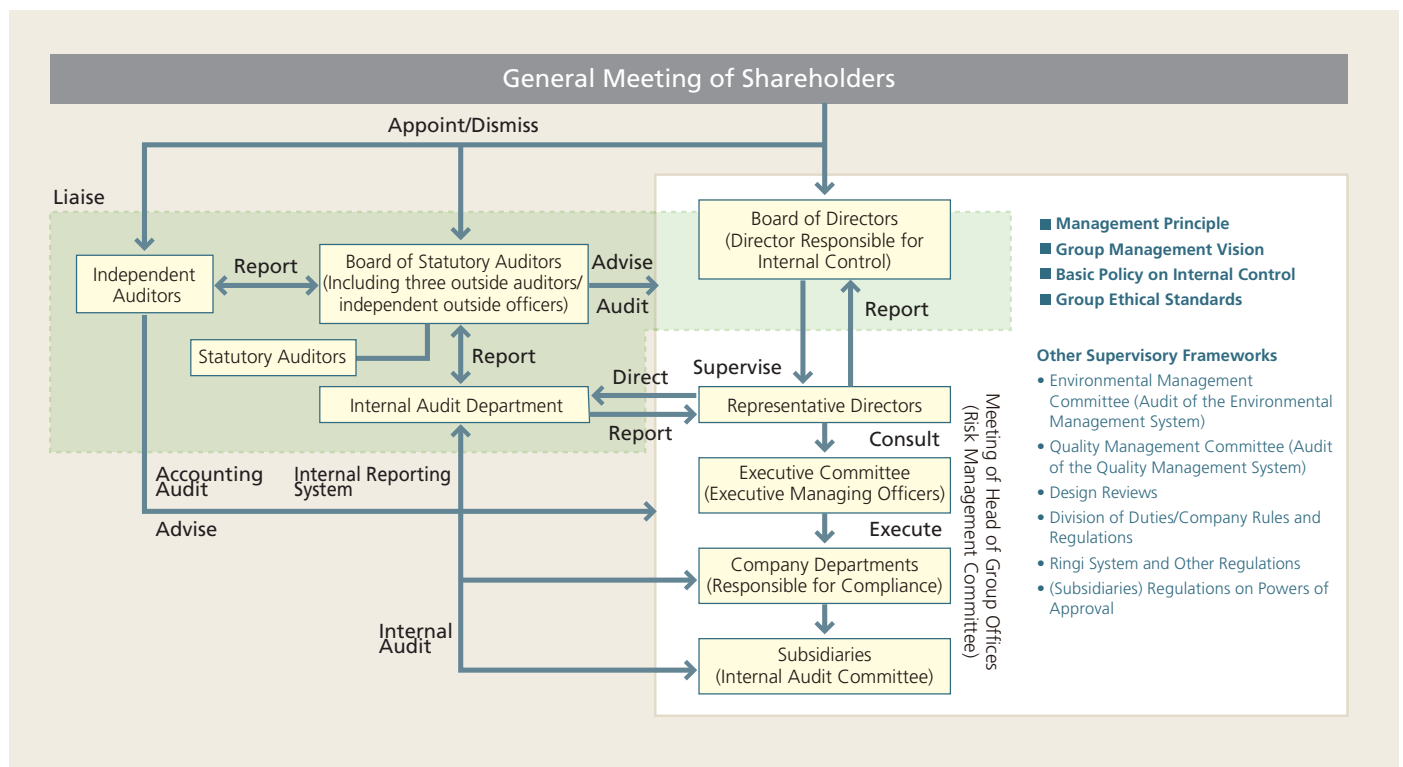 General Meeting of Shareholders
Appoint/Dismiss
Liaise
Independent
Auditors
Report
Board of Statutory Auditors
(Including three outside auditors/
independent outside officers)
Advise
Audit
Board of Directors
(Director Responsible for
Internal Control)
Report
Statutory Auditors
Report
Supervise
Internal Audit Department
Direct
Report
Representative Directors
Consult
Accounting
Audit
Advise
Internal Reporting
System
Executive Committee
(Executive Managing Officers)
Execute
Company Departments
(Responsible for Compliance)
Internal
Audit
Subsidiaries
(Internal Audit Committee)
Meeting of Head of Group Offices
(Risk Management Committee)
■ Management Principle
■ Group Management Vision
■ Basic Policy on Internal Control
■ Group Ethical Standards
Other Supervisory Frameworks
• Environmental Management
Committee (Audit of the Environmental
Management System)
• Quality Management Committee (Audit
of the Quality Management System)
• Design Reviews
• Division of Duties/Company Rules and
Regulations
• Ringi System and Other Regulations
• (Subsidiaries) Regulations on Powers of
Approval